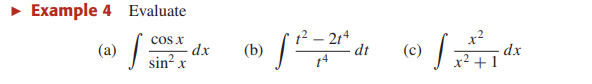 ► Example 4 Evaluate
(a) ∫ cos x / sin² x dx (b) ∫ t² − 2t⁴ / t⁴ dt (c) ∫ x² / x² + 1 dx